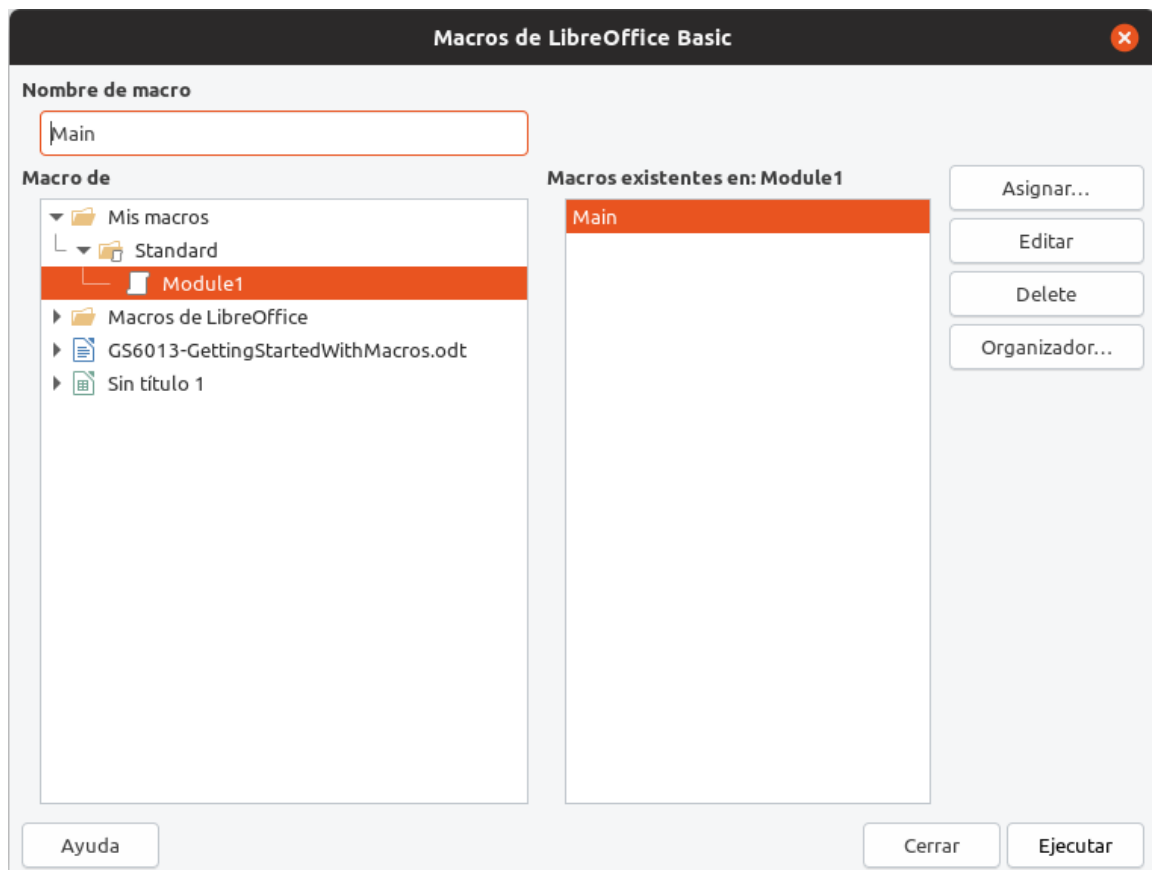 Macros de LibreOffice Basic
Nombre de macro
Main
Macro de
Mis macros
Standard
Module1
Macros de LibreOffice
GS6013-GettingStartedWithMacros.odt
Sin título 1
Macros existentes en: Module1
Main
Asignar...
Editar
Delete
Organizador...
Ayuda
Cerrar
Ejecutar